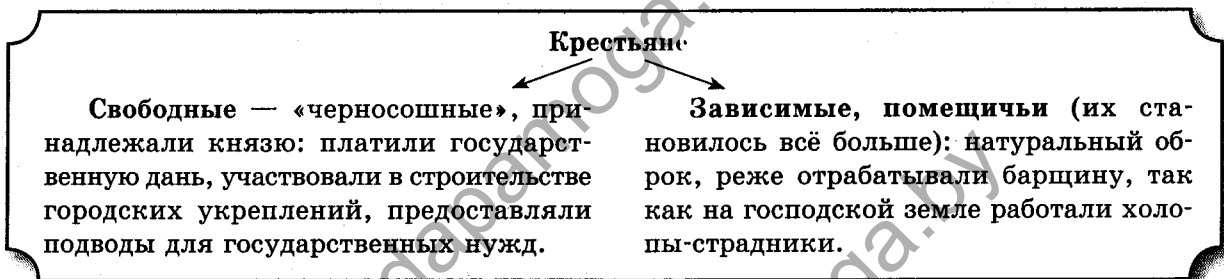 Крестьяне
Свободные — «черносошные», при-
надлежали князю: платили государст-
венную дань, участвовали в строительстве
городских укреплений, предоставляли
подводы для государственных нужд.
Зависимые, помещичьи (их ста-
новилось всё больше): натуральный об-
рок, реже отрабатывали барщину, так
как на господской земле работали холо-
пы-страдники.